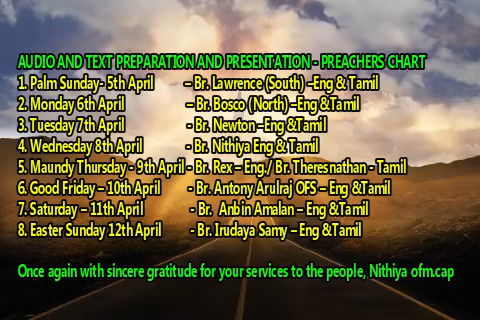 AUDIO AND TEXT PREPARATION AND PRESENTATION - PREACHERS CHART
1. Palm Sunday- 5th April – Br. Lawrence (South) –Eng & Tamil
2. Monday 6th April – Br. Bosco (North) –Eng &Tamil
3. Tuesday 7th April - Br. Newton –Eng &Tamil
4. Wednesday 8th April - Br. Nithiya Eng & Tamil
5. Maundy Thursday - 9th April - Br. Rex – Eng./ Br. Theresnathan - Tamil
6. Good Friday – 10th April - Br. Antony Arulraj OFS – Eng &Tamil
7. Saturday – 11th April - Br. Anbin Amalan – Eng &Tamil
8. Easter Sunday 12th April - Br. Irudaya Samy – Eng &Tamil
Once again with sincere gratitude for your services to the people, Nithiya ofm.cap